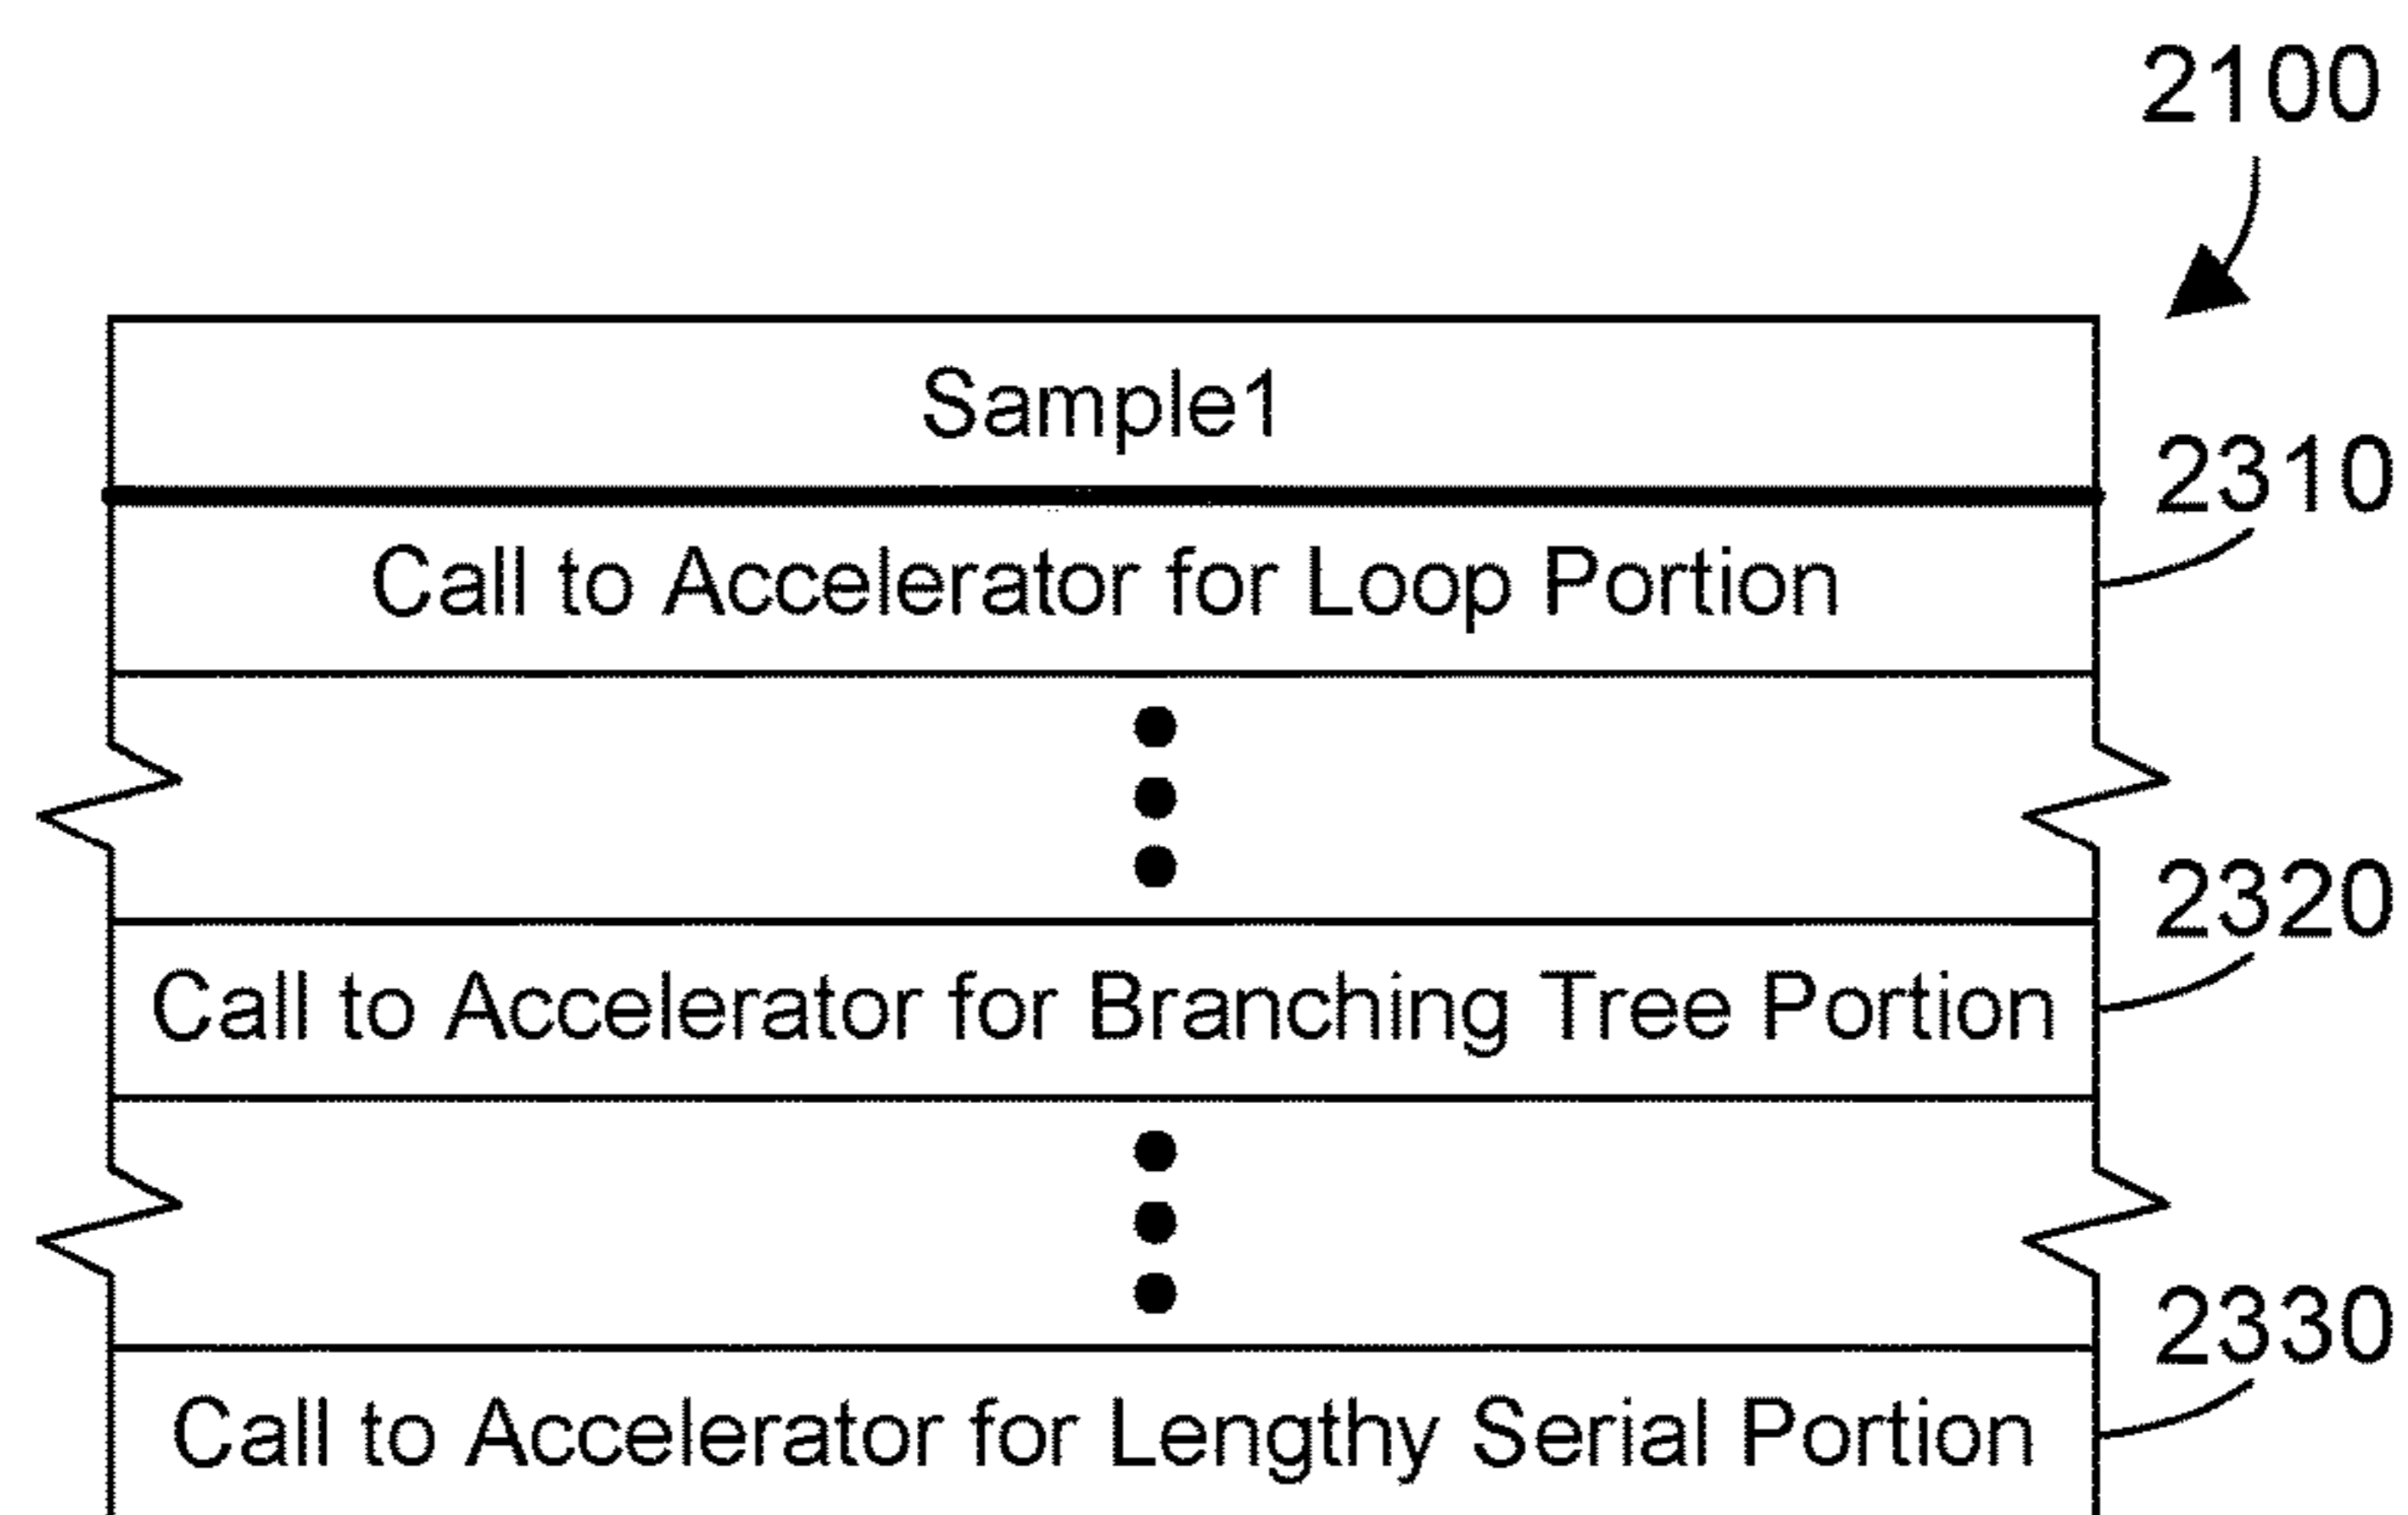 2100
Sample1
2310
Call to Accelerator for Loop Portion
2320
Call to Accelerator for Branching Tree Portion
2330
Call to Accelerator for Lengthy Serial Portion